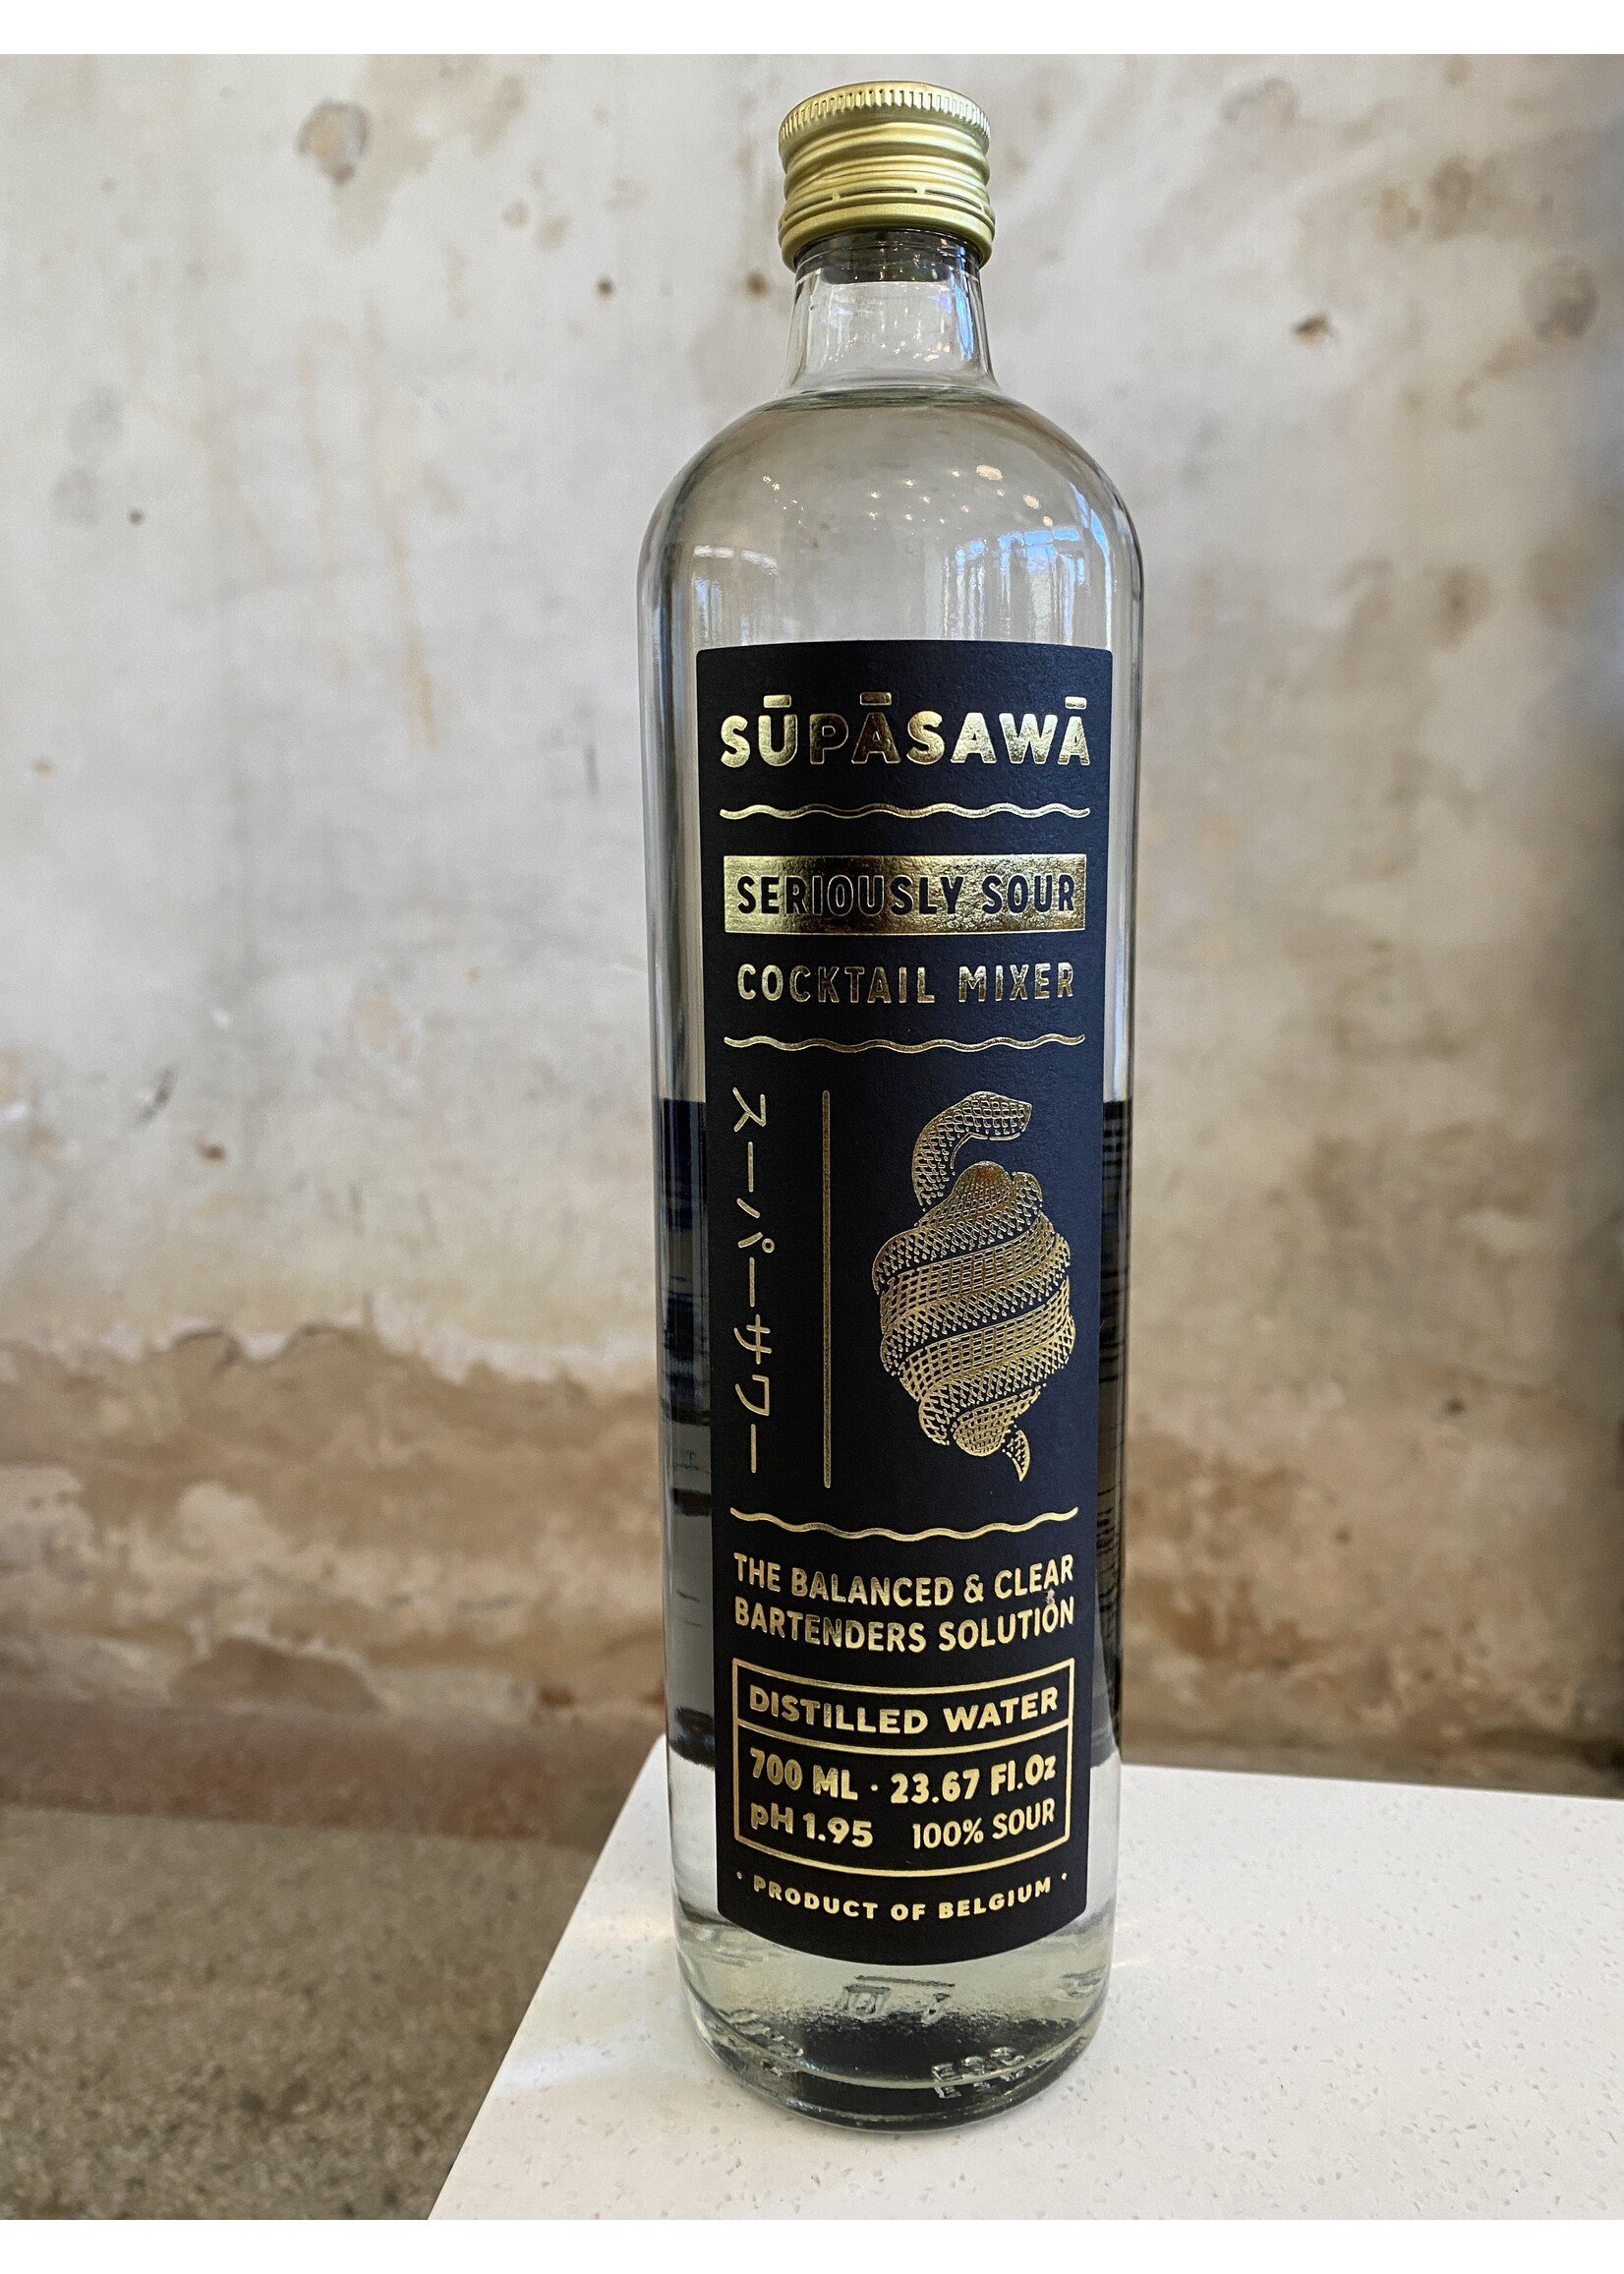 SŪPĀSAWĀ
SERIOUSLY SOUR
COCKTAIL MIXER
スーパーサワー
THE BALANCED & CLEAR
BARTENDERS SOLUTION
DISTILLED WATER
700 ML · 23.67 Fl.Oz
pH 1.95 100% SOUR
· PRODUCT OF BELGIUM ·